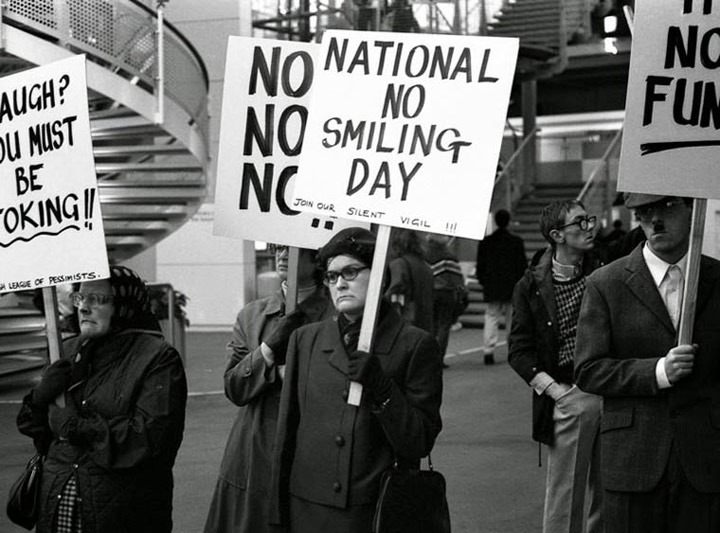 AUGH?
OU MUST
BE
OKING!!
SH LEAGUE OF PESSIMISTS.
NO
NO
NO
NATIONAL
NO
SMILING
DAY
JOIN OUR SILENT VIGIL !!!
NO
FUN